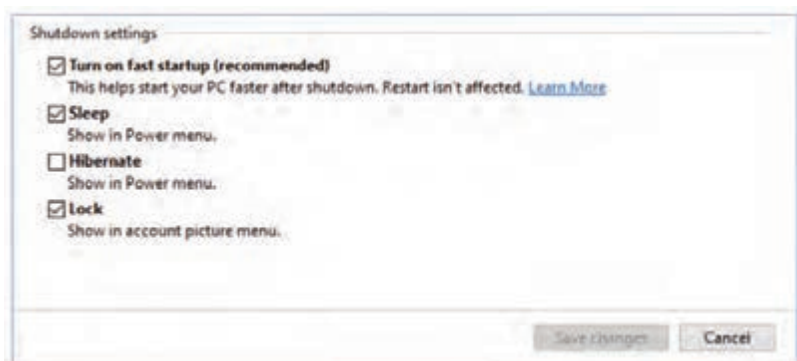 Shutdown settings
Turn on fast startup (recommended)
This helps start your PC faster after shutdown. Restart isn't affected. Learn More
Sleep
Show in Power menu.
Hibernate
Show in Power menu.
Lock
Show in account picture menu.
Save changes Cancel